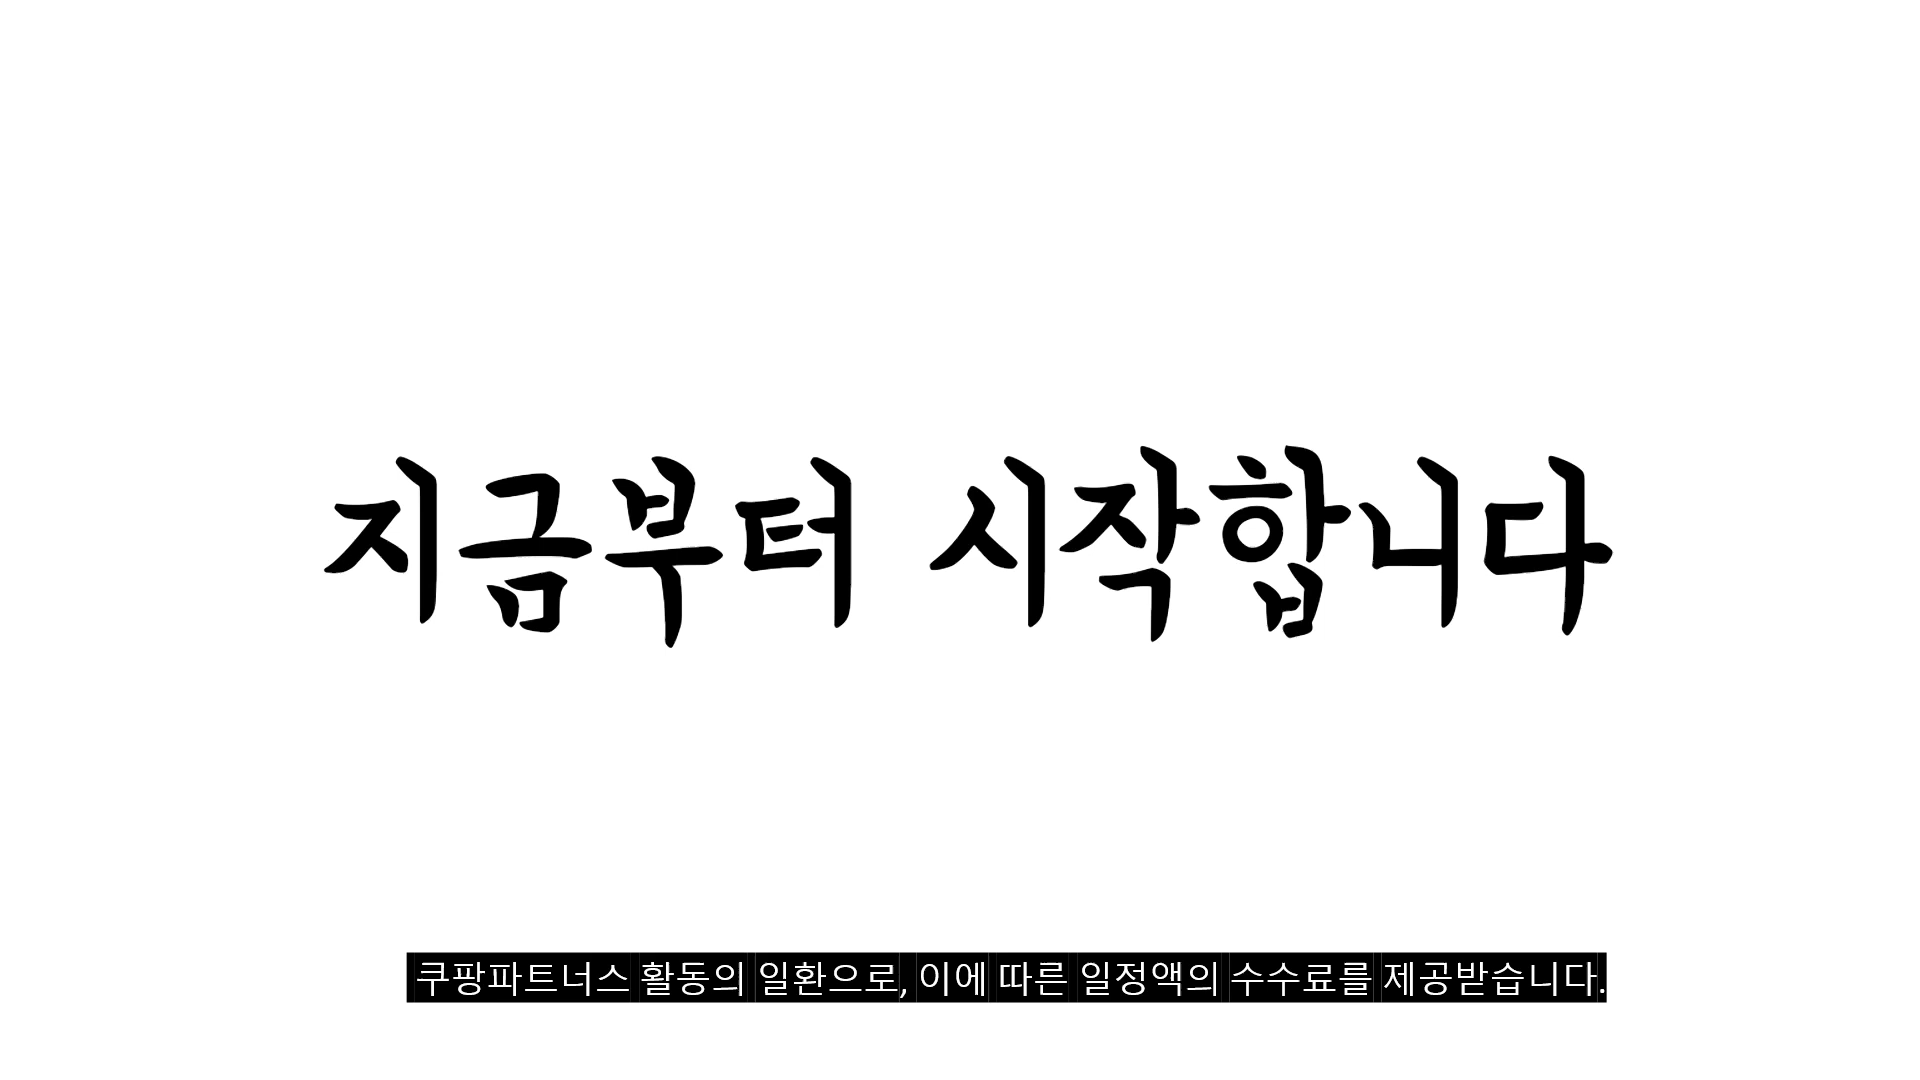 지금부터 시작합니다
쿠팡파트너스 활동의 일환으로, 이에 따른 일정액의 수수료를 제공받습니다.